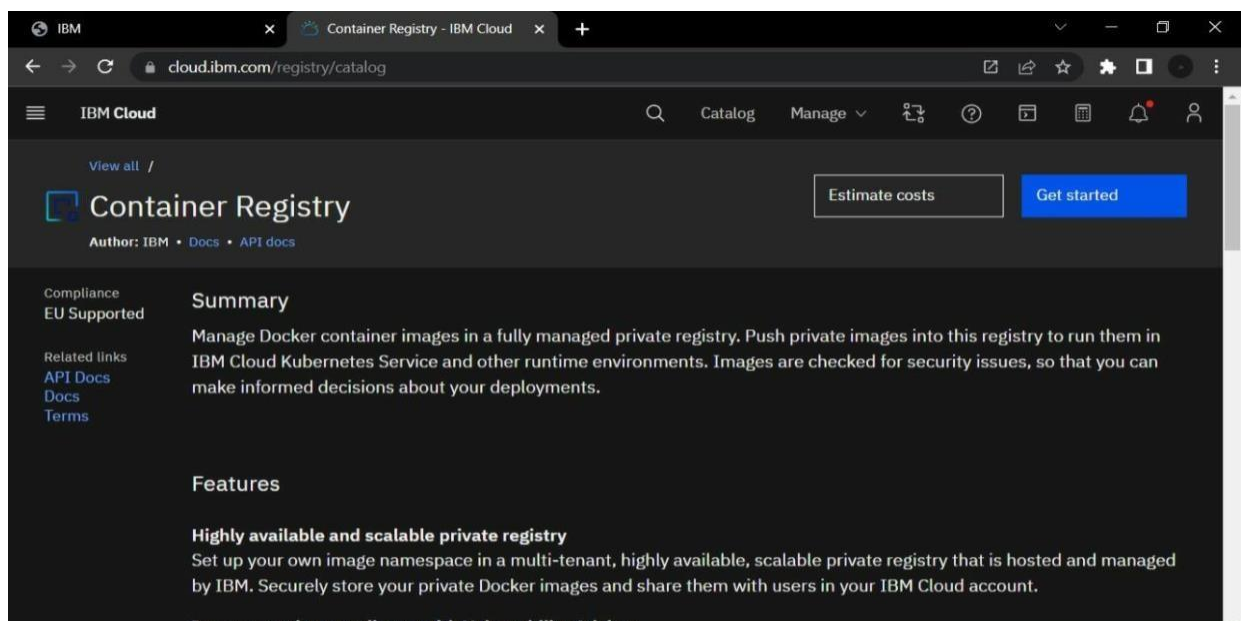 IBM
Container Registry - IBM Cloud
cloud.ibm.com/registry/catalog
IBM Cloud
Catalog
Manage
View all /
Container Registry
Estimate costs
Get started
Author: IBM • Docs • API docs
Compliance
EU Supported
Related links
API Docs
Docs
Terms
Summary
Manage Docker container images in a fully managed private registry. Push private images into this registry to run them in
IBM Cloud Kubernetes Service and other runtime environments. Images are checked for security issues, so that you can
make informed decisions about your deployments.
Features
Highly available and scalable private registry
Set up your own image namespace in a multi-tenant, highly available, scalable private registry that is hosted and managed
by IBM. Securely store your private Docker images and share them with users in your IBM Cloud account.